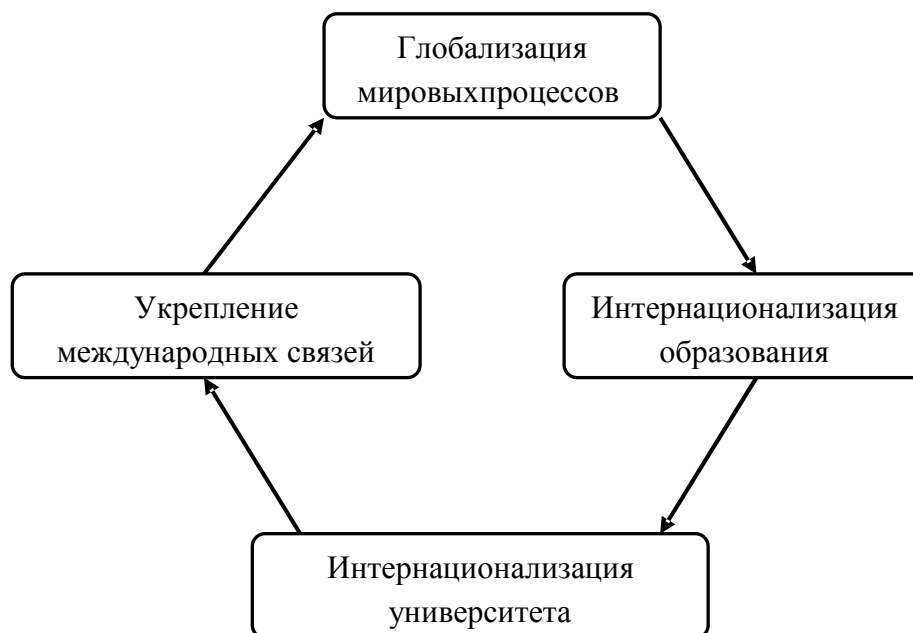 Глобализация
мировыхпроцессов
Укрепление
международных связей
Интернационализация
образования
Интернационализация
университета